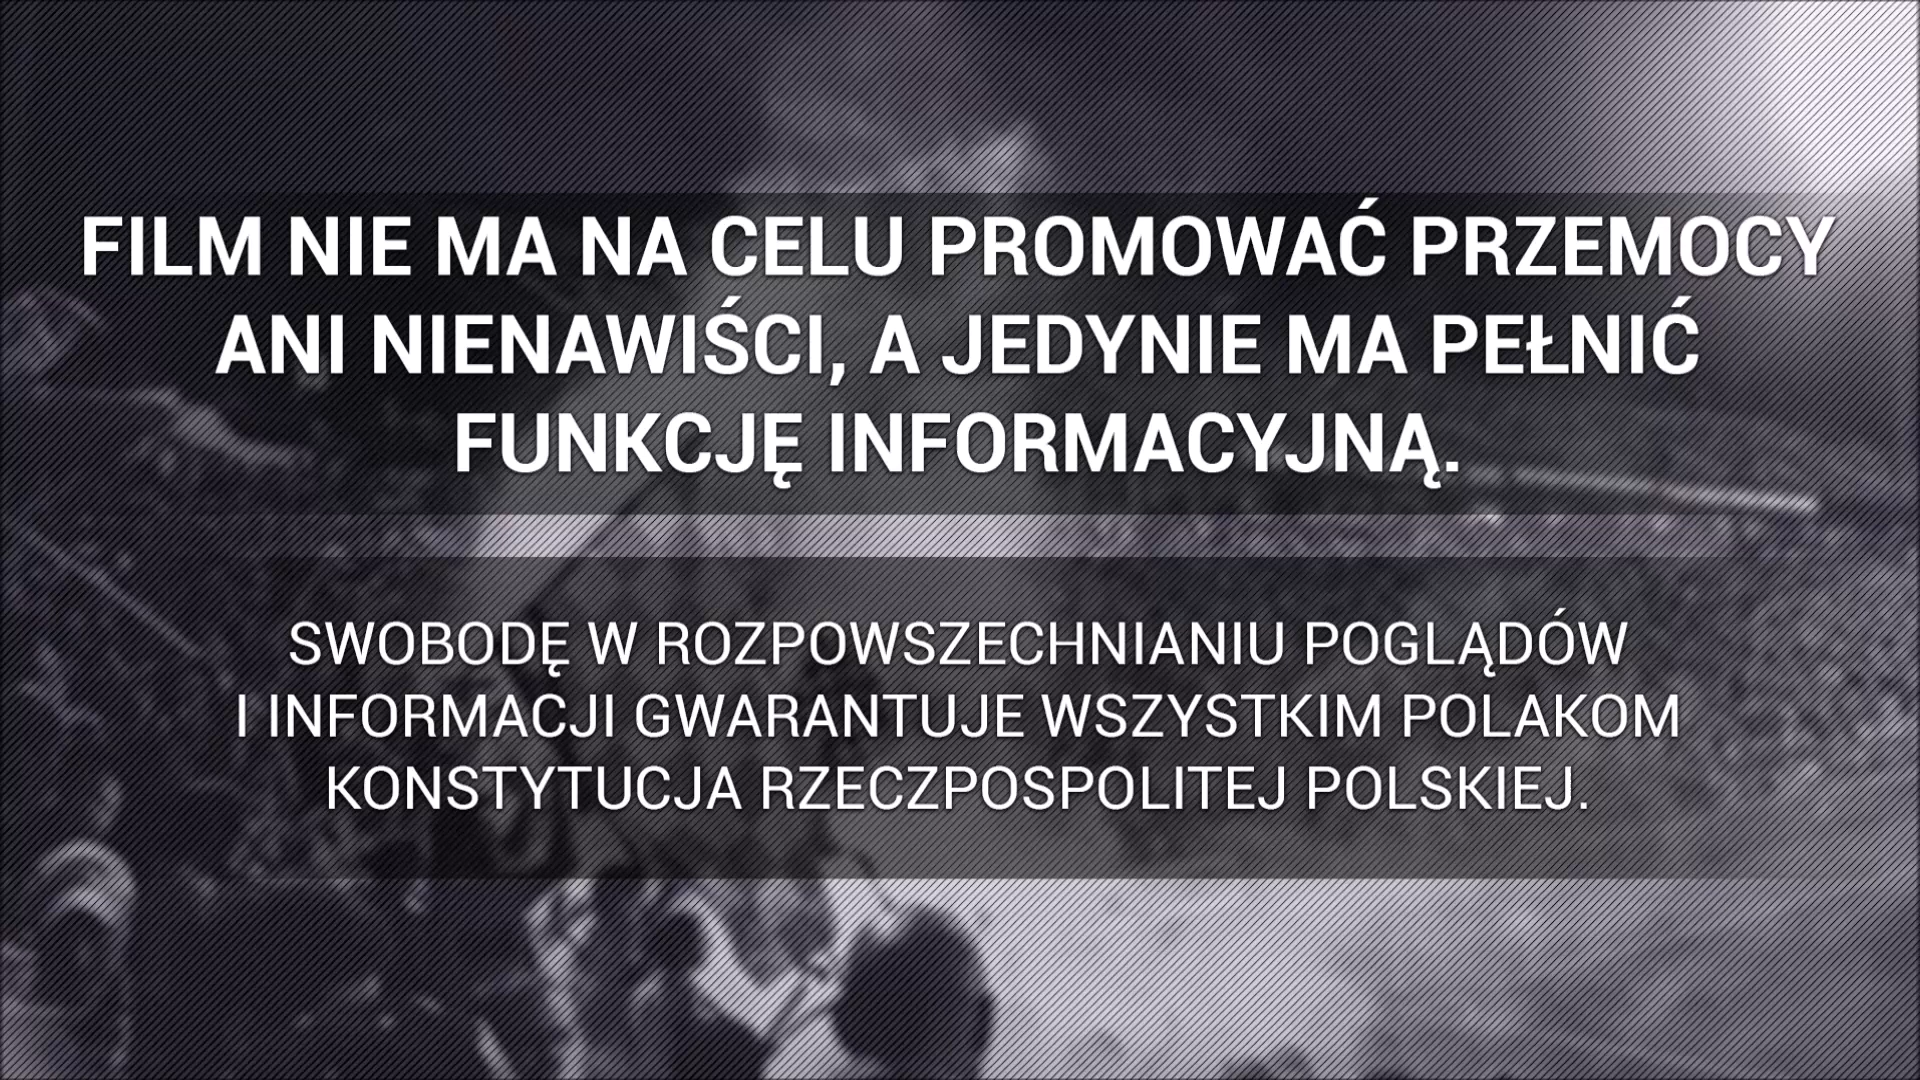 FILM NIE MA NA CELU PROMOWAĆ PRZEMOCY
ANI NIENAWIŚCI, A JEDYNIE MA PEŁNIĆ
FUNKCJĘ INFORMACYJNĄ.
SWOBODĘ W ROZPOWSZECHNIANIU POGLĄDÓW
I INFORMACJI GWARANTUJE WSZYSTKIM POLAKOM
KONSTYTUCJA RZECZPOSPOLITEJ POLSKIEJ.